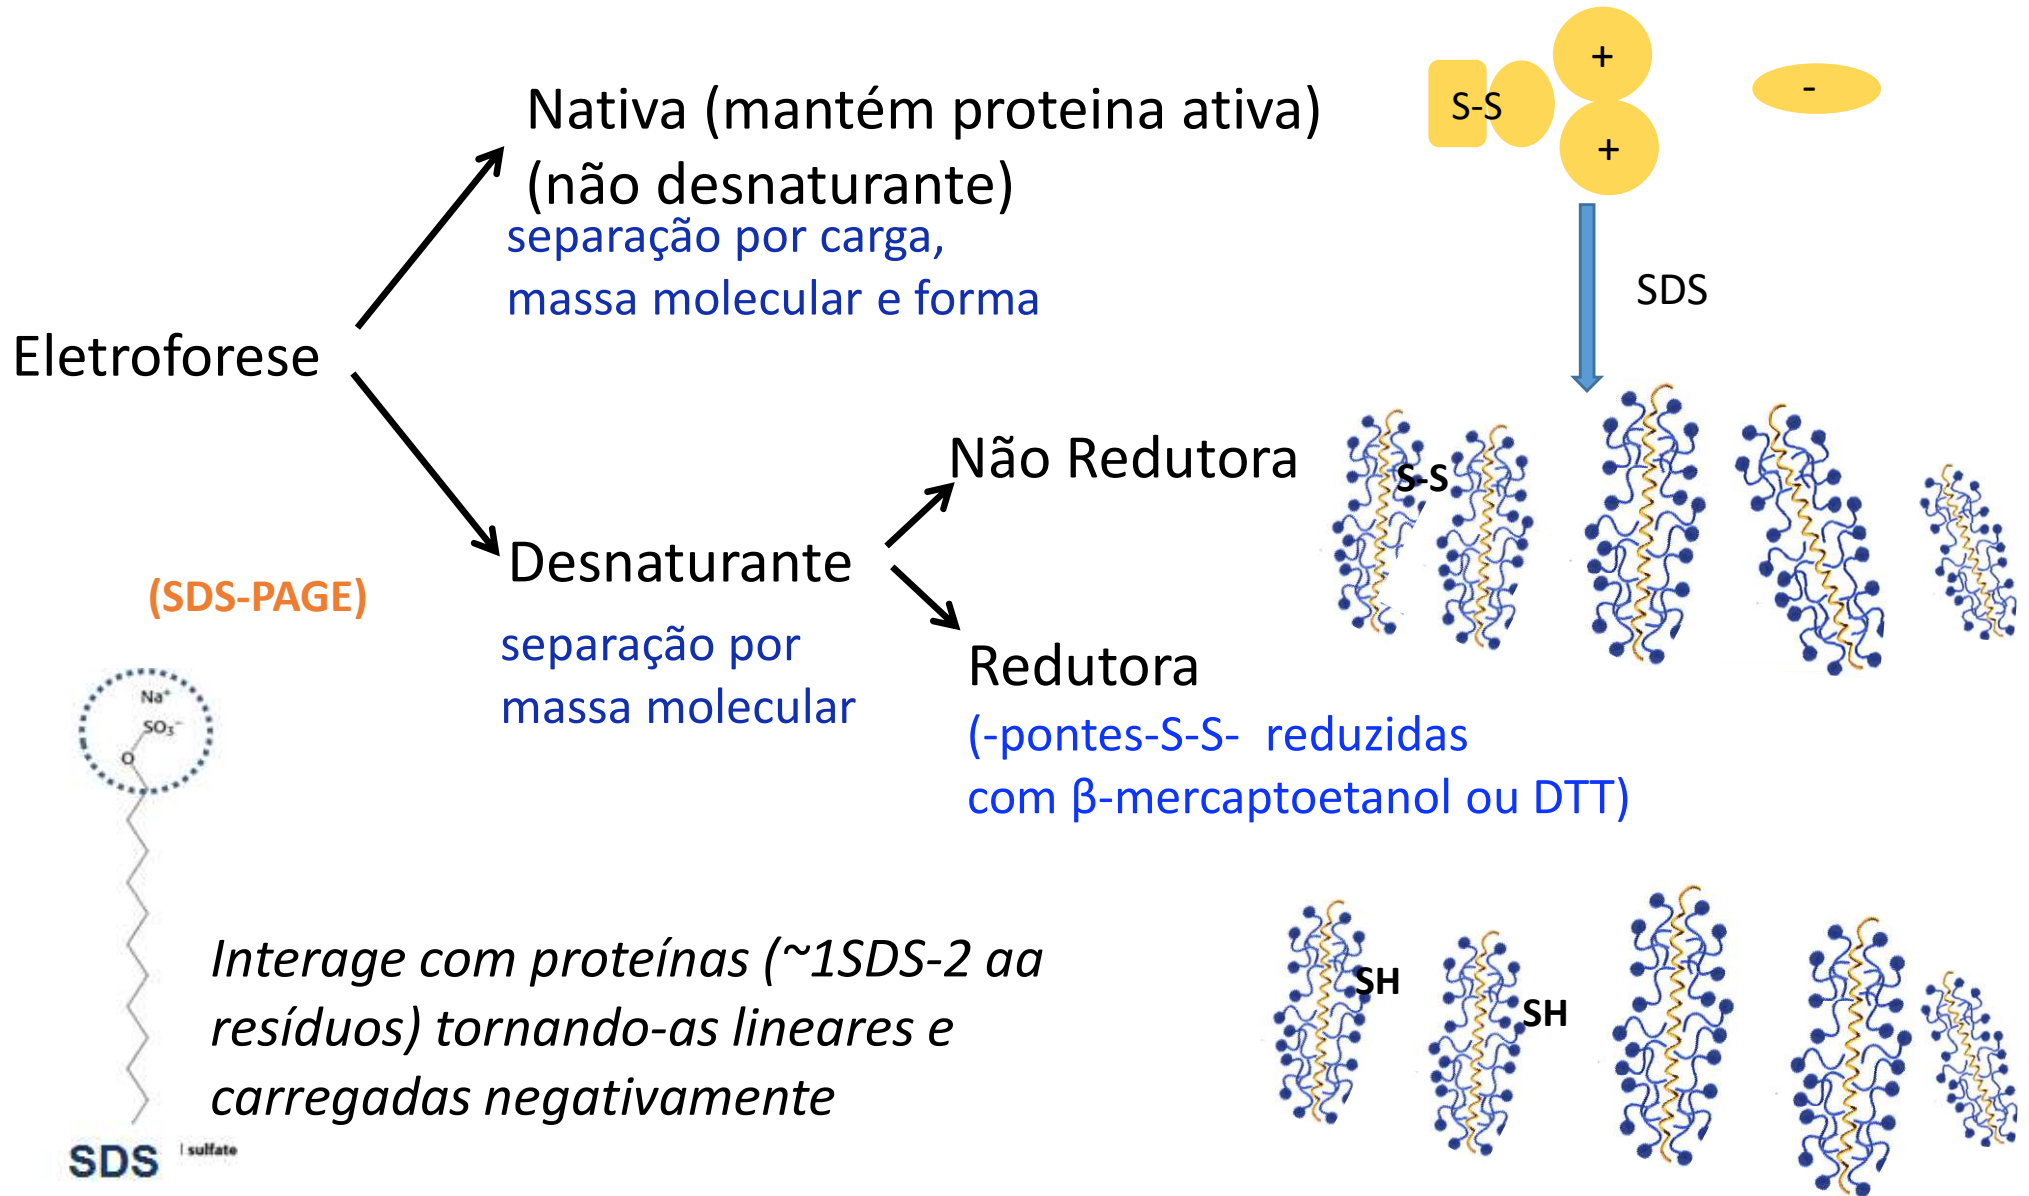 Nativa (mantém proteina ativa)
(não desnaturante)
separação por carga,
massa molecular e forma
S-S
+
+
-
SDS
Eletroforese
Não Redutora
S-S
Desnaturante
(SDS-PAGE)
separação por
massa molecular
Redutora
(-pontes-S-S- reduzidas
com β-mercaptoetanol ou DTT)
Na⁺
SO₃⁻
O
Interage com proteínas (~1SDS-2 aa
resíduos) tornando-as lineares e
carregadas negativamente
SH
SH
SDS
l sulfate